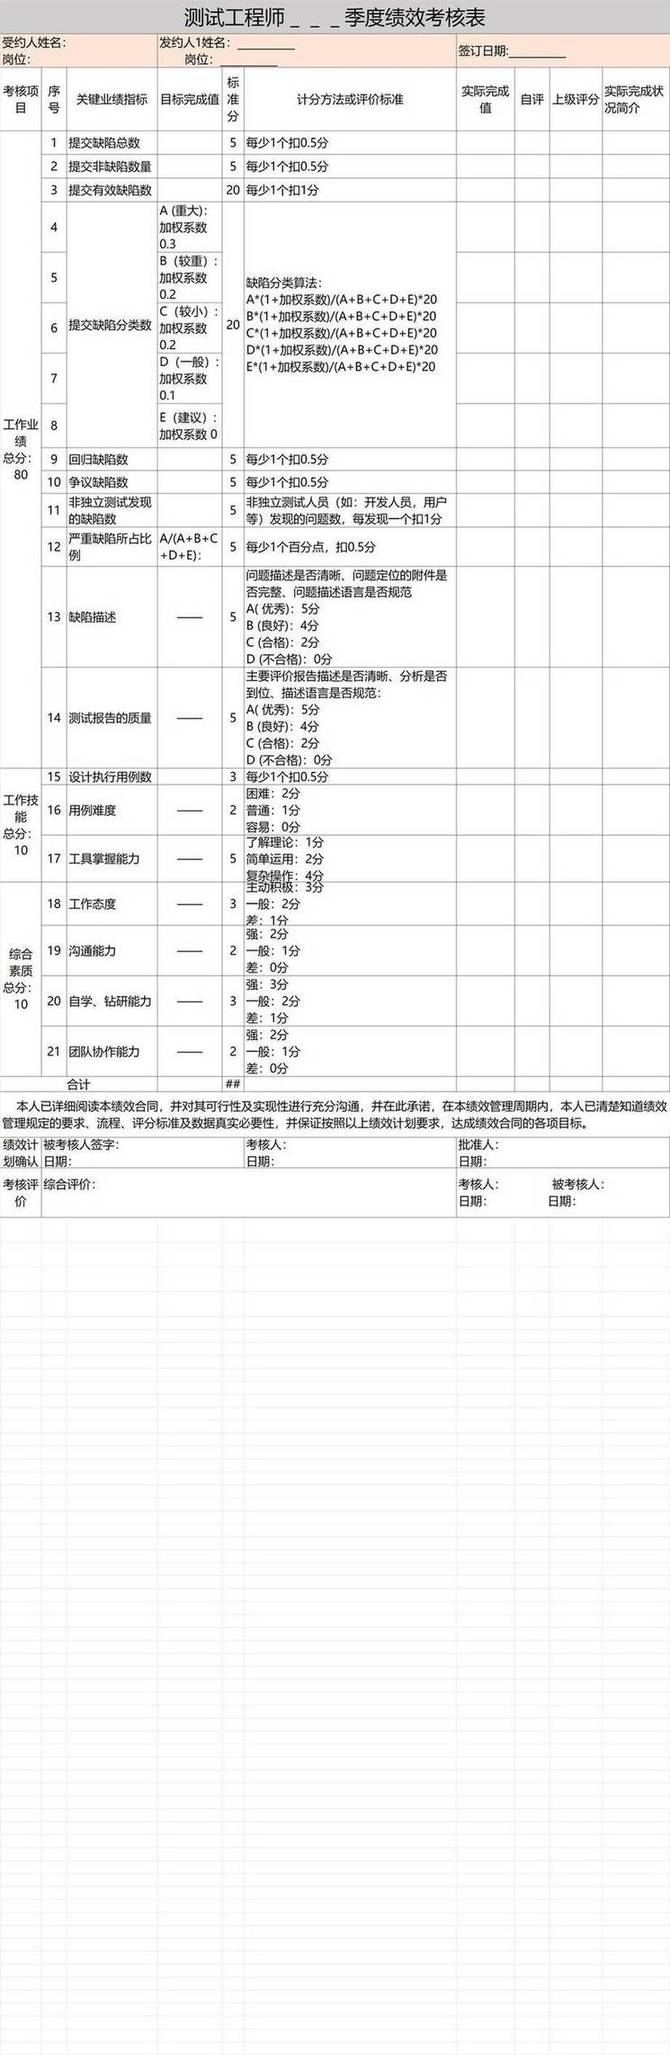 测试工程师_ _ _季度绩效考核表
受约人姓名：
岗位：
发约人1姓名：__________
岗位：__________
签订日期:__________
考核项目 序号 关键业绩指标 目标完成值 标准分 计分方法或评价标准 实际完成值 自评 上级评分 实际完成状况简介
工作业绩
总分：
80
1 提交缺陷总数 5 每少1个扣0.5分
2 提交非缺陷数量 5 每少1个扣0.5分
3 提交有效缺陷数 20 每少1个扣1分
4
5
6
7
8
提交缺陷分类数
A (重大)：
加权系数
0.3
B（较重）：
加权系数
0.2
C（较小）：
加权系数
0.2
D（一般）：
加权系数
0.1
E（建议）：
加权系数 0
20
缺陷分类算法：
A*(1+加权系数)/(A+B+C+D+E)*20
B*(1+加权系数)/(A+B+C+D+E)*20
C*(1+加权系数)/(A+B+C+D+E)*20
D*(1+加权系数)/(A+B+C+D+E)*20
E*(1+加权系数)/(A+B+C+D+E)*20
9 回归缺陷数 5 每少1个扣0.5分
10 争议缺陷数 5 每少1个扣0.5分
11 非独立测试发现的缺陷数 5 非独立测试人员（如：开发人员，用户
等）发现的问题数，每发现一个扣1分
12 严重缺陷所占比例 A/(A+B+C+D+E)： 5 每少1个百分点，扣0.5分
13 缺陷描述 —— 5
问题描述是否清晰、问题定位的附件是
否完整、问题描述语言是否规范
A( 优秀)：5分
B (良好)：4分
C (合格)：2分
D (不合格)：0分
14 测试报告的质量 —— 5
主要评价报告描述是否清晰、分析是否
到位、描述语言是否规范：
A( 优秀)：5分
B (良好)：4分
C (合格)：2分
D (不合格)：0分
工作技能
总分：
10
15 设计执行用例数 3 每少1个扣0.5分
16 用例难度 —— 2
困难：2分
普通：1分
容易：0分
17 工具掌握能力 —— 5
了解理论：1分
简单运用：2分
复杂操作：4分
综合
素质
总分：
10
18 工作态度 —— 3
主动积极：3分
一般：2分
差：1分
19 沟通能力 —— 2
强：2分
一般：1分
差：0分
20 自学、钻研能力 —— 3
强：3分
一般：2分
差：1分
21 团队协作能力 —— 2
强：2分
一般：1分
差：0分
合计 ##
本人已详细阅读本绩效合同，并对其可行性及实现性进行充分沟通，并在此承诺，在本绩效管理周期内，本人已清楚知道绩效
管理规定的要求、流程、评分标准及数据真实必要性，并保证按照以上绩效计划要求，达成绩效合同的各项目标。
绩效计划确认
被考核人签字：
日期：
考核人：
日期：
批准人：
日期：
考核评价
综合评价：
考核人： 被考核人：
日期： 日期：